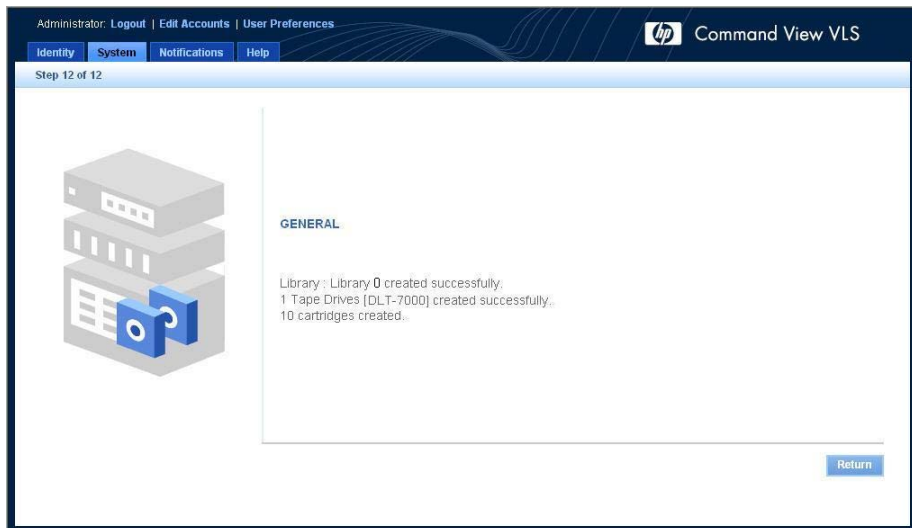 Administrator: Logout | Edit Accounts | User Preferences
hp Command View VLS
Identity System Notifications Help
Step 12 of 12
GENERAL
Library : Library 0 created successfully.
1 Tape Drives [DLT-7000] created successfully.
10 cartridges created.
Return